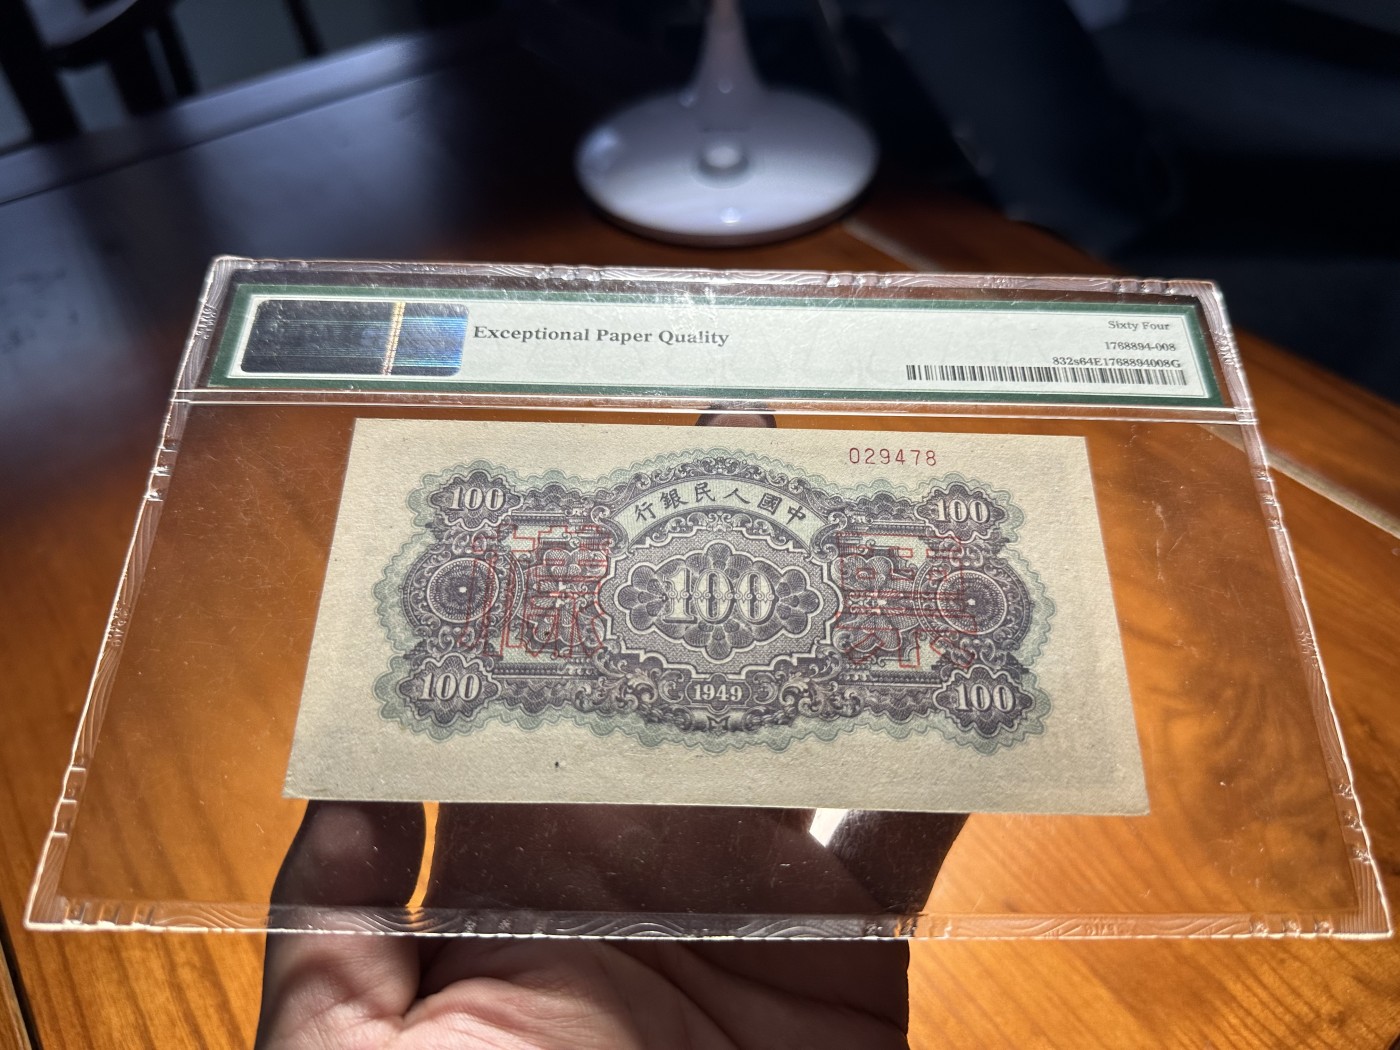 Exceptional Paper Quality
Sixty Four
1768894-008
832s64E1768894008G
029478
中國人民銀行
100
100
100
100
1949
100